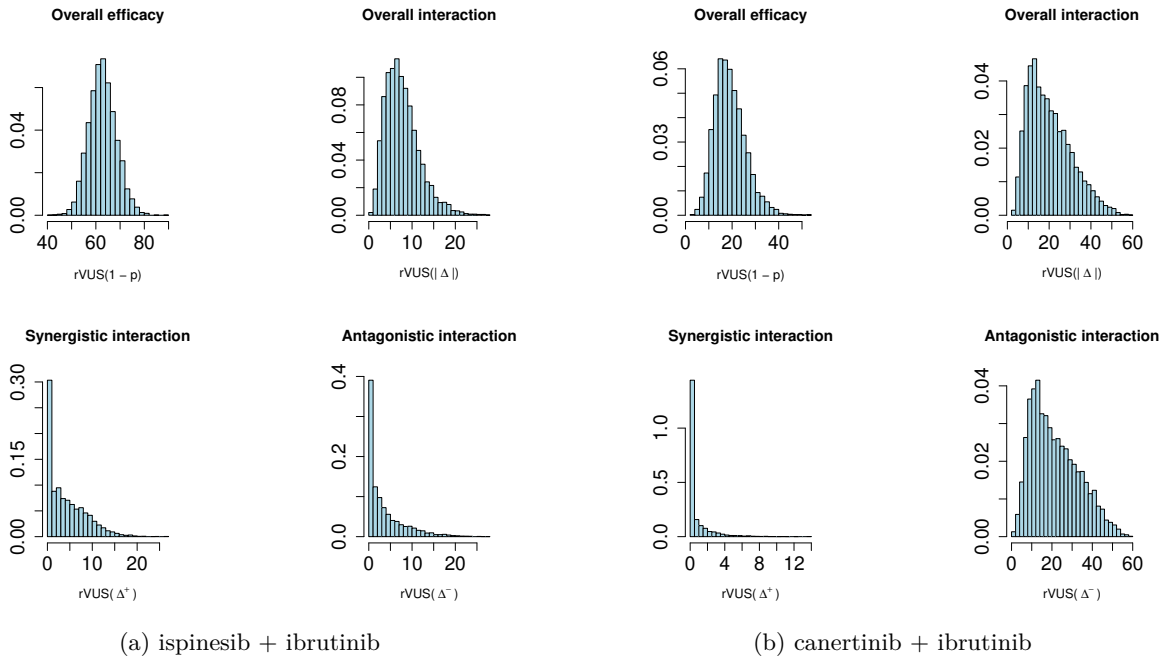 Overall efficacy
0.00 0.04
40 60 80
rVUS(1 − p)
Overall interaction
0.00 0.04 0.08
0 10 20
rVUS(| Δ |)
Synergistic interaction
0.00 0.15 0.30
0 10 20
rVUS( Δ⁺)
Antagonistic interaction
0.0 0.2 0.4
0 10 20
rVUS( Δ⁻)
(a) ispinesib + ibrutinib
Overall efficacy
0.00 0.03 0.06
0 20 40
rVUS(1 − p)
Overall interaction
0.00 0.02 0.04
0 20 40 60
rVUS(| Δ |)
Synergistic interaction
0.0 0.5 1.0
0 4 8 12
rVUS( Δ⁺)
Antagonistic interaction
0.00 0.02 0.04
0 20 40 60
rVUS( Δ⁻)
(b) canertinib + ibrutinib